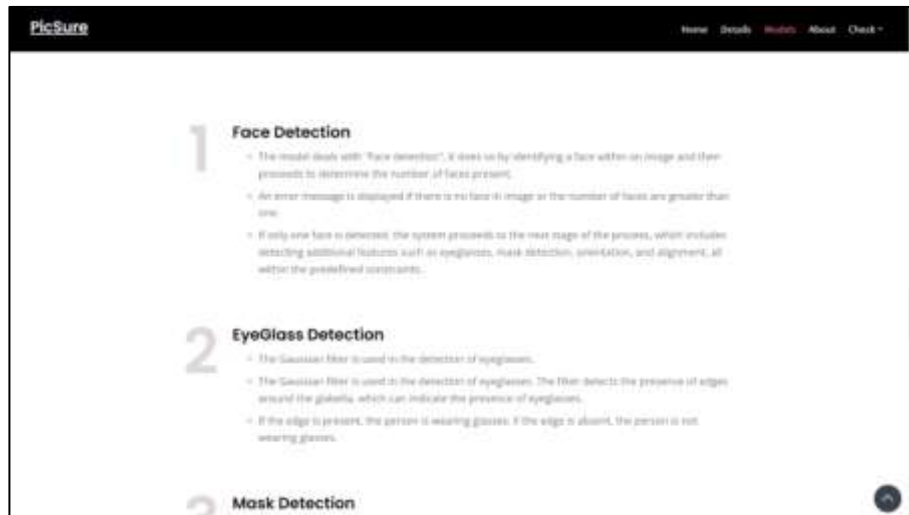 PicSure
Home Details Models About Check
1
Face Detection
The model deals with "Face detection", it does so by identifying a face within an image and then
proceeds to determine the number of faces present.
An error message is displayed if there is no face in image or the number of faces are greater than
one.
If only one face is detected, the system proceeds to the next stage of the process, which includes
detecting additional features such as eyeglasses, mask detection, orientation, and alignment, all
within the predefined constraints.
2
EyeGlass Detection
The Gaussian filter is used in the detection of eyeglasses.
The Gaussian filter is used in the detection of eyeglasses. The filter detects the presence of edges
around the glabella, which can indicate the presence of eyeglasses.
If the edge is present, the person is wearing glasses. If the edge is absent, the person is not
wearing glasses.
3
Mask Detection